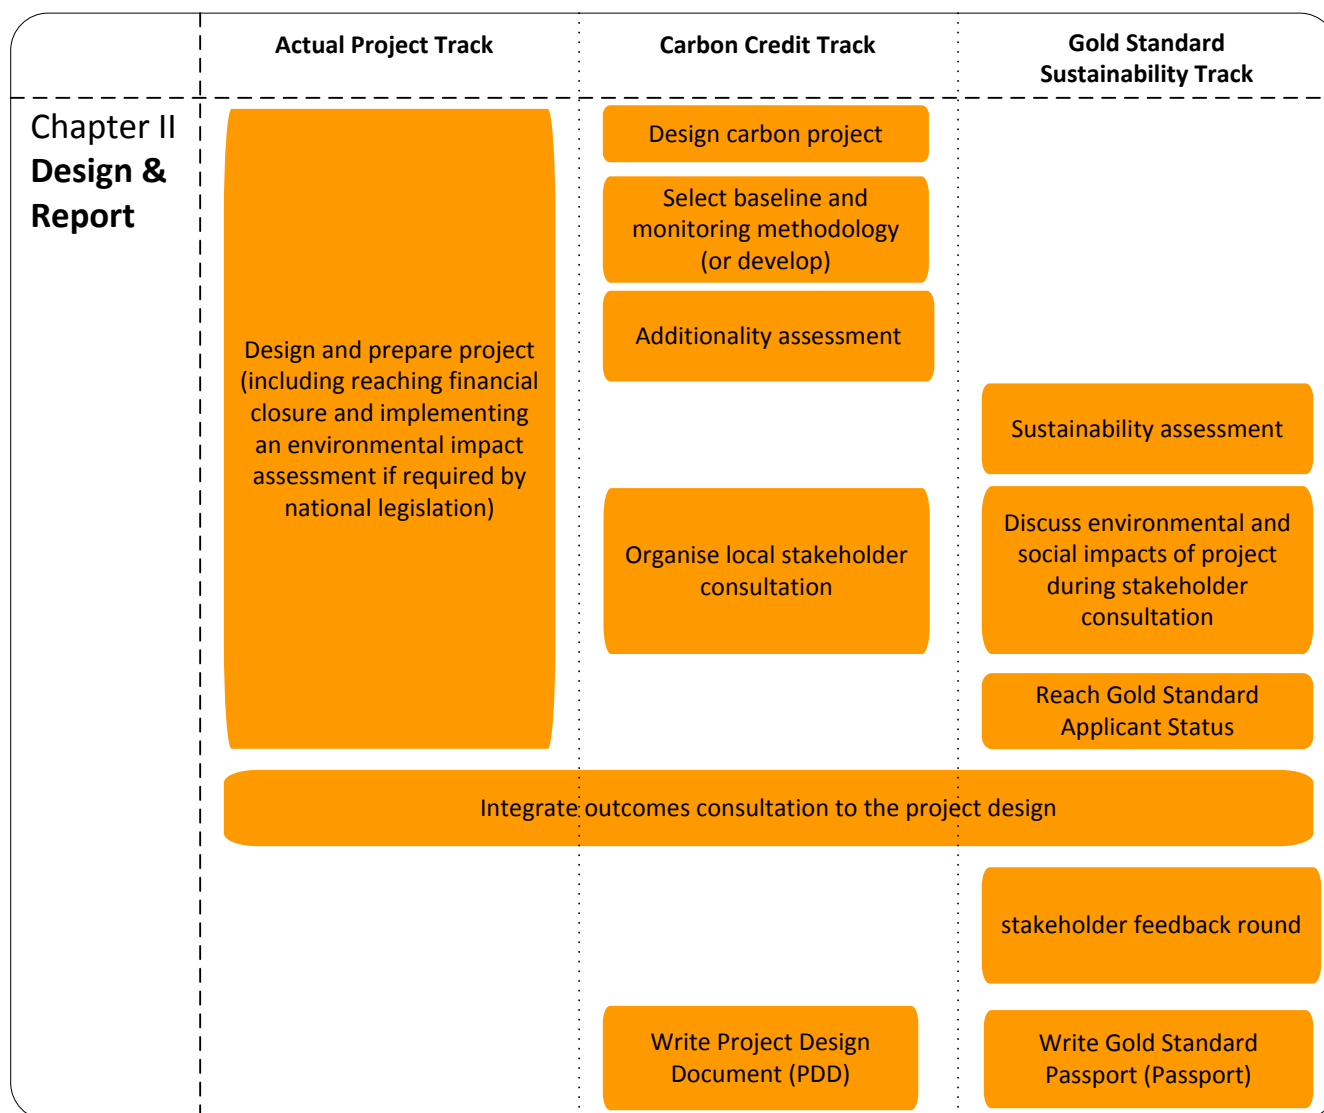 Actual Project Track
Carbon Credit Track
Gold Standard
Sustainability Track
Chapter II
Design &
Report
Design and prepare project
(including reaching financial
closure and implementing
an environmental impact
assessment if required by
national legislation)
Design carbon project
Select baseline and
monitoring methodology
(or develop)
Additionality assessment
Organise local stakeholder
consultation
Sustainability assessment
Discuss environmental and
social impacts of project
during stakeholder
consultation
Reach Gold Standard
Applicant Status
Integrate outcomes consultation to the project design
stakeholder feedback round
Write Project Design
Document (PDD)
Write Gold Standard
Passport (Passport)